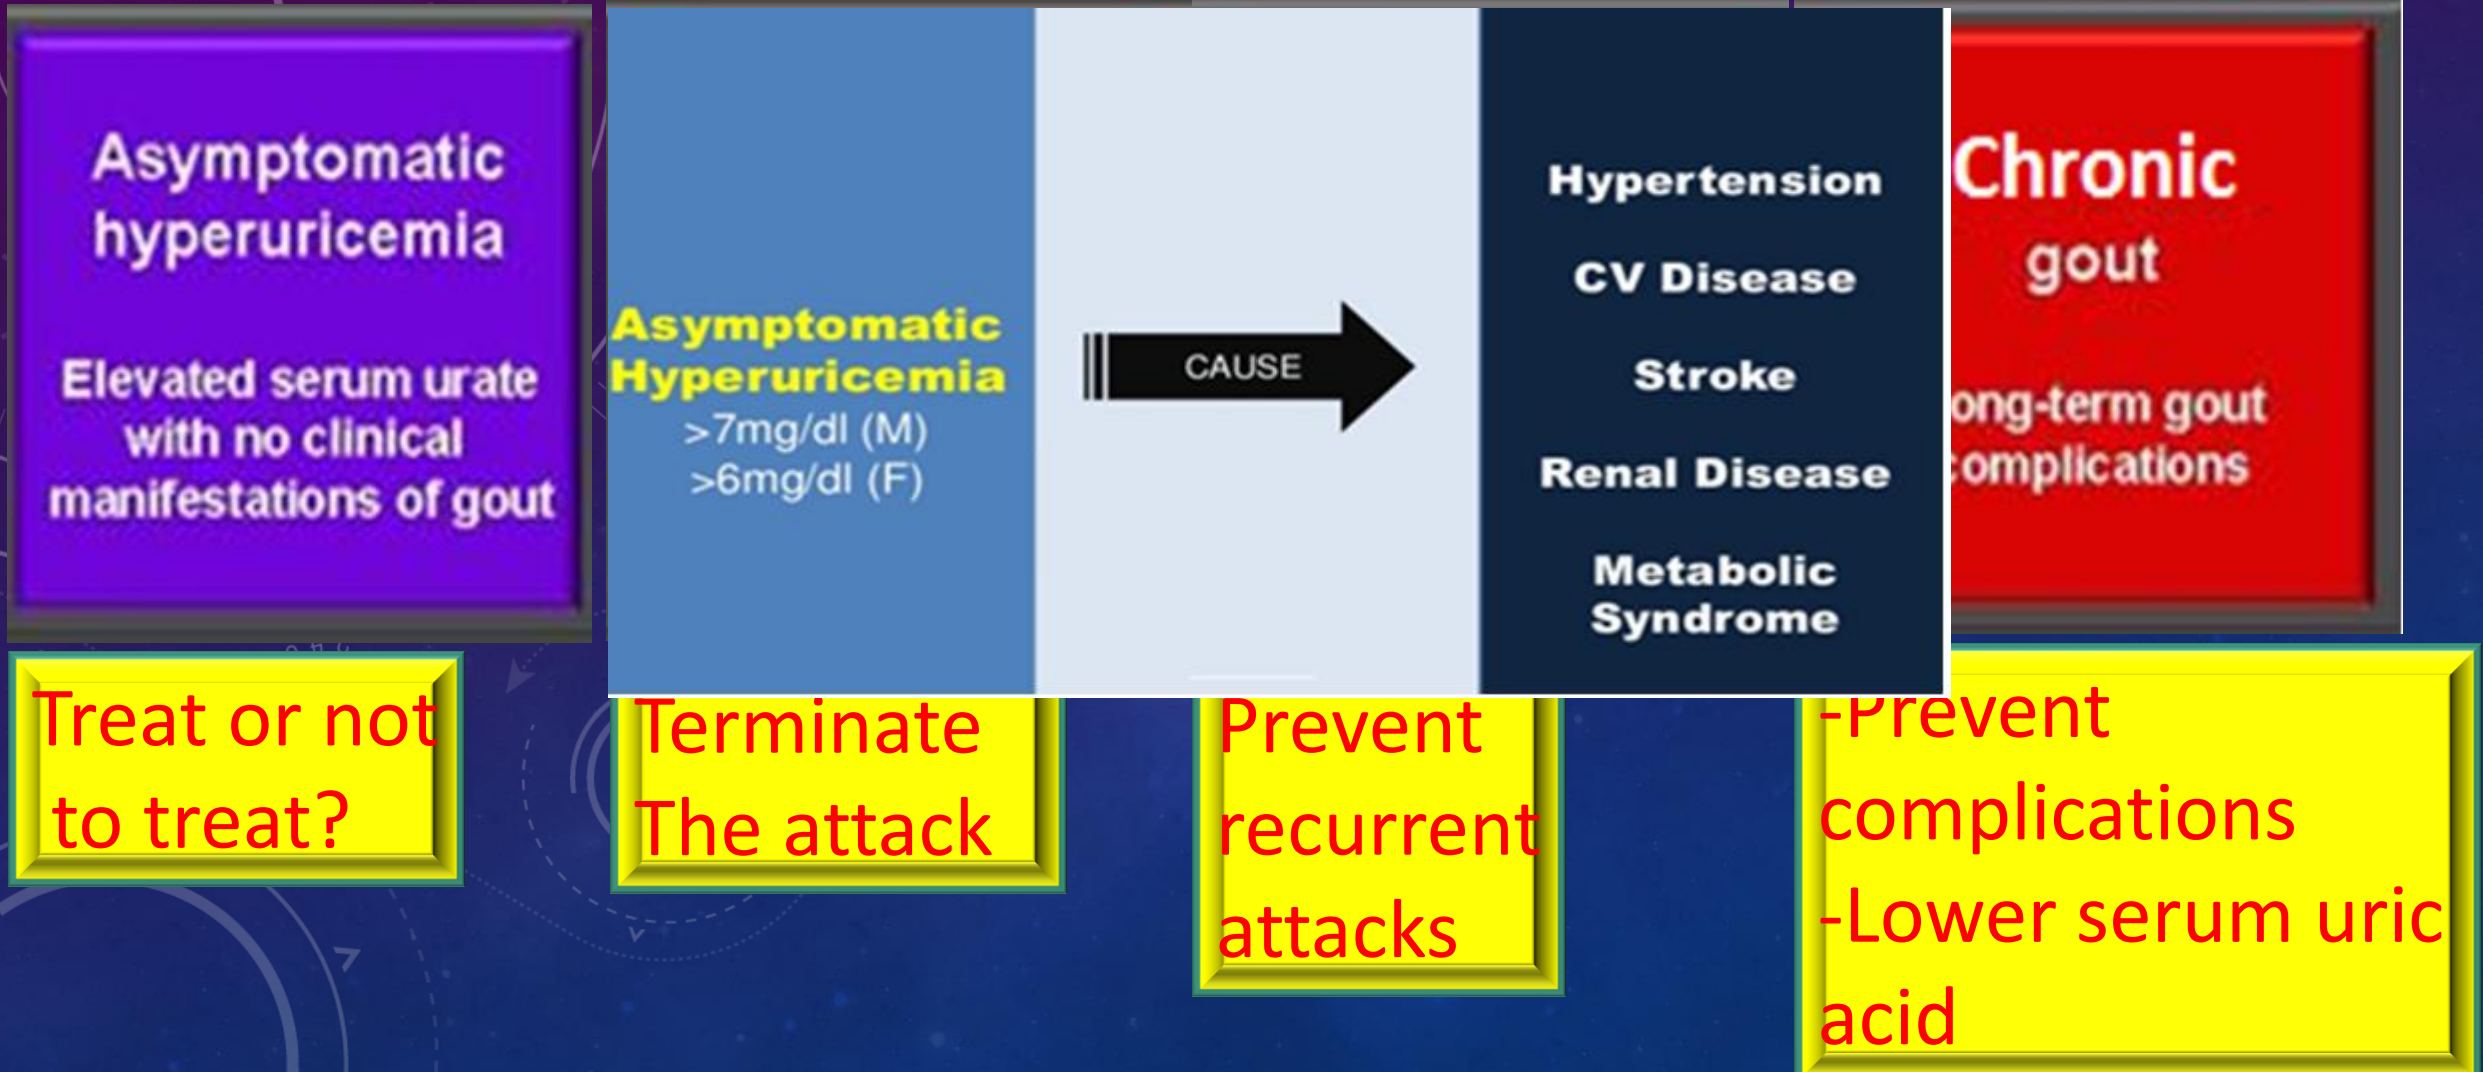 Asymptomatic
hyperuricemia
Elevated serum urate
with no clinical
manifestations of gout
Asymptomatic
Hyperuricemia
>7mg/dl (M)
>6mg/dl (F)
CAUSE
Hypertension
CV Disease
Stroke
Renal Disease
Metabolic
Syndrome
Chronic
gout
ong-term gout
omplications
Treat or not
to treat?
Terminate
The attack
Prevent
recurrent
attacks
-Prevent
complications
-Lower serum uric
acid